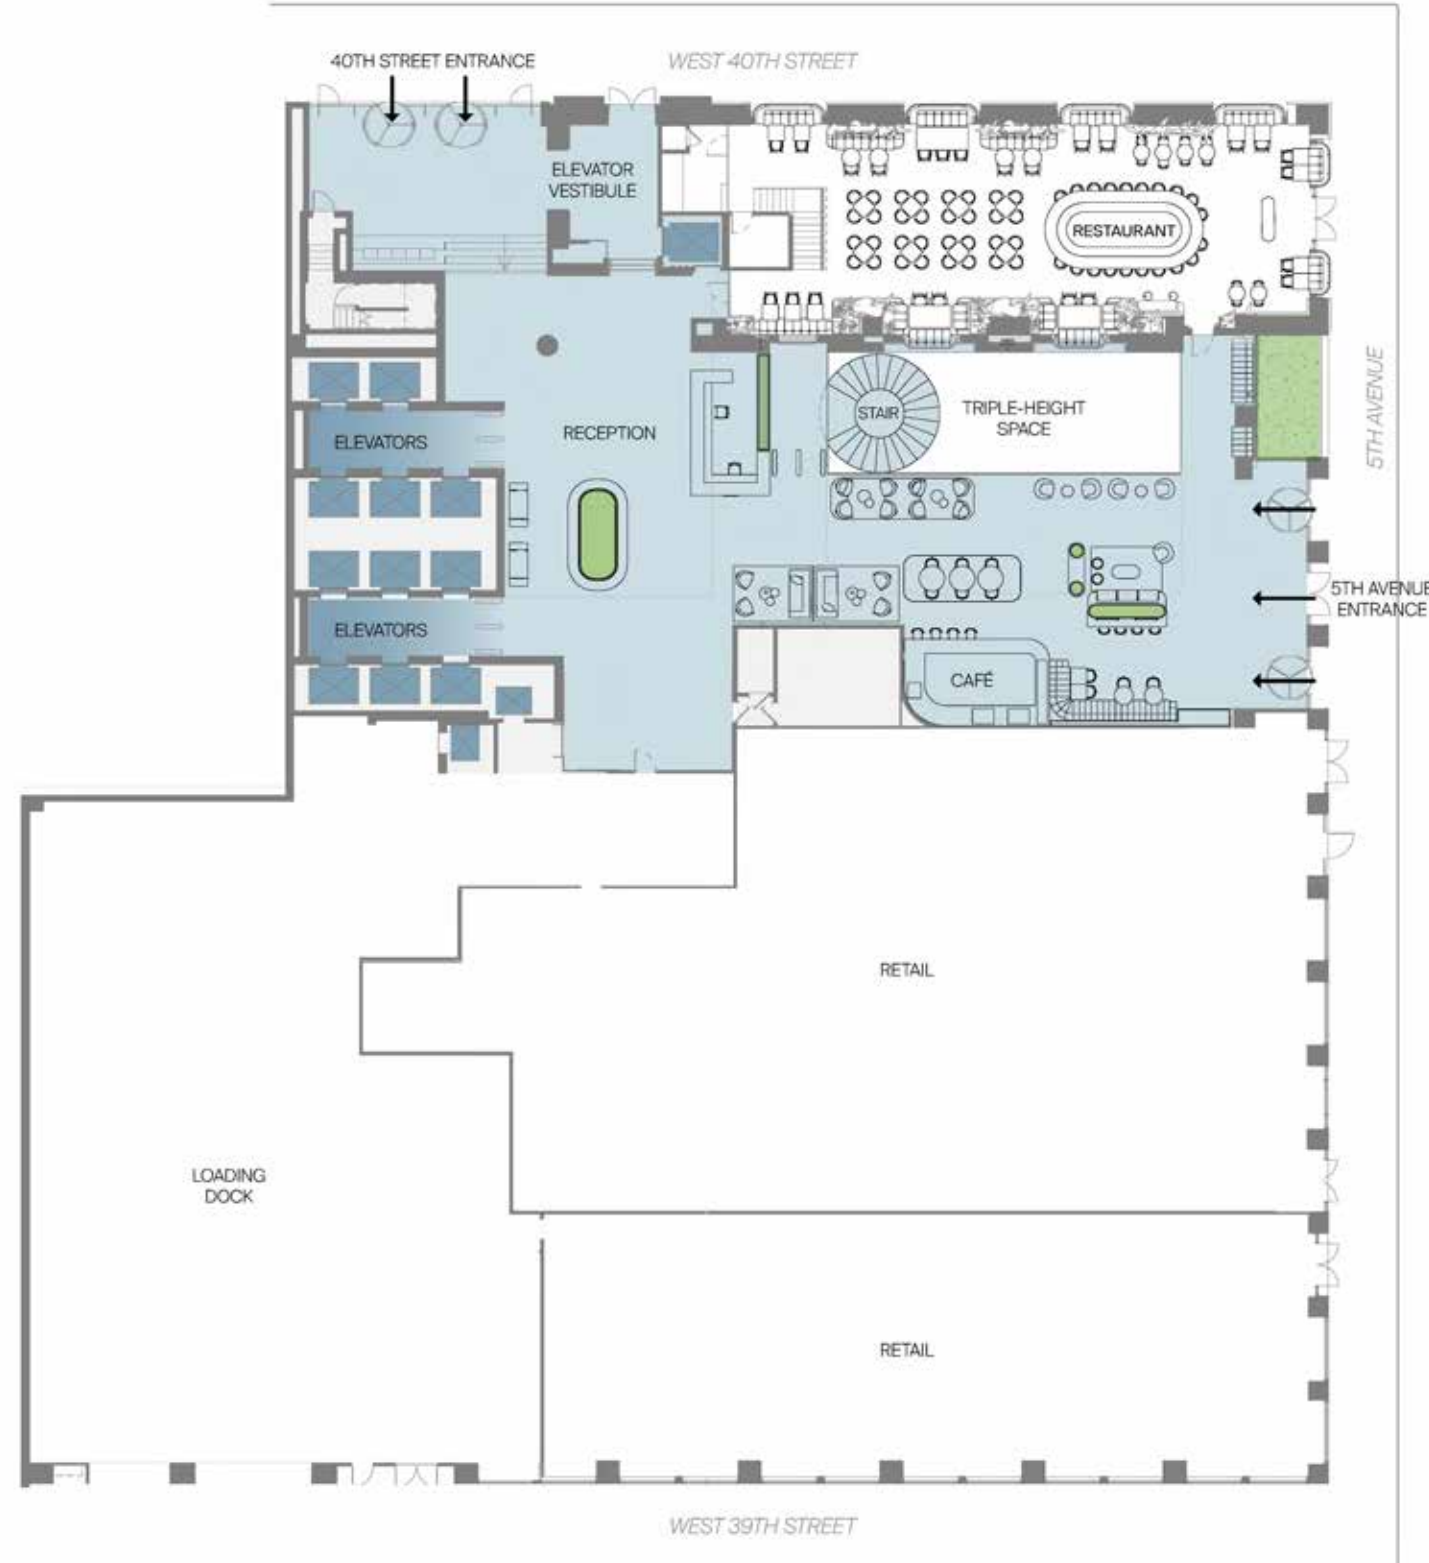 40TH STREET ENTRANCE
WEST 40TH STREET
ELEVATOR
VESTIBULE
RESTAURANT
5TH AVENUE
STAIR
TRIPLE-HEIGHT
SPACE
RECEPTION
ELEVATORS
5TH AVENUE
ENTRANCE
ELEVATORS
CAFÉ
RETAIL
LOADING
DOCK
RETAIL
WEST 39TH STREET